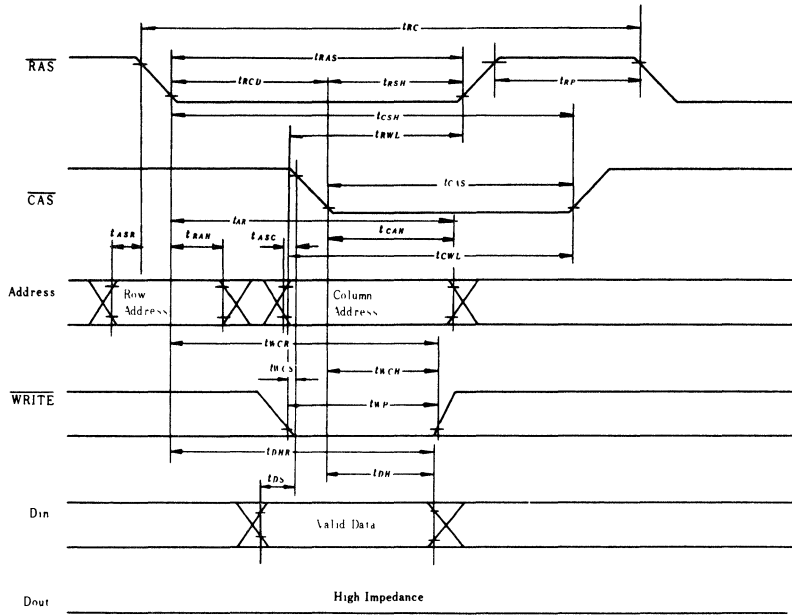 tRC
RAS
tRAS
tRCD
tRSH
tRP
tCSH
tRWL
CAS
tCAS
tAR
tASR
tRAH
tASC
tCAH
tCWL
Address
Row
Address
Column
Address
tWCR
tWCS
tWCH
WRITE
tWP
tDHR
tDH
tDS
Din
Valid Data
Dout
High Impedance